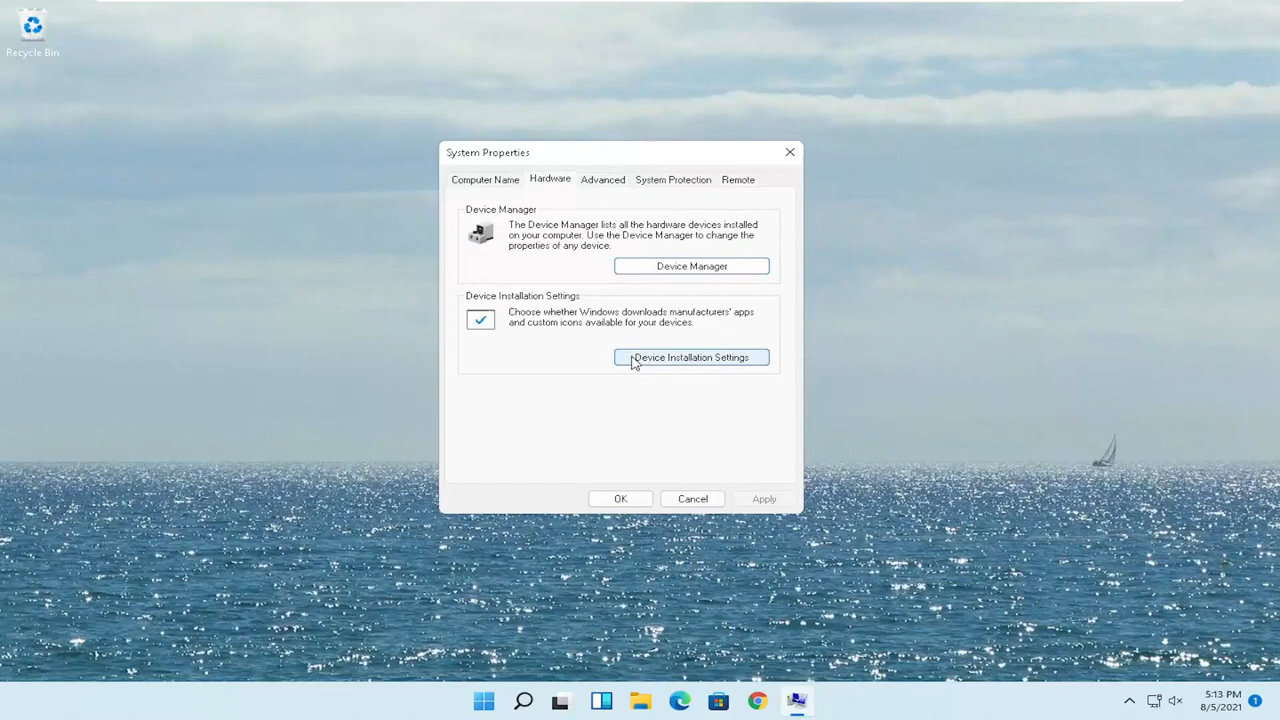 Recycle Bin
System Properties
Computer Name Hardware Advanced System Protection Remote
Device Manager
The Device Manager lists all the hardware devices installed
on your computer. Use the Device Manager to change the
properties of any device.
Device Manager
Device Installation Settings
Choose whether Windows downloads manufacturers' apps
and custom icons available for your devices.
Device Installation Settings
OK Cancel Apply
5:13 PM
8/5/2021
1